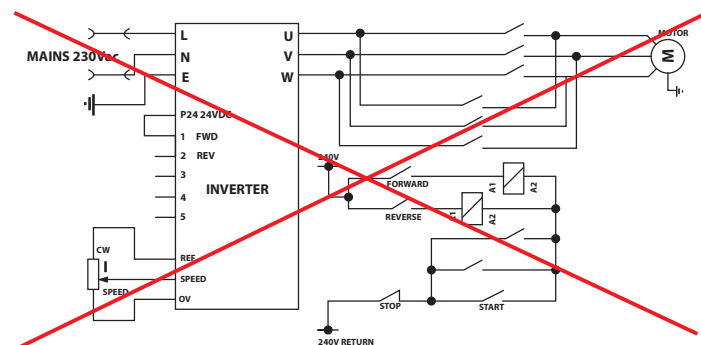 L
U
MOTOR
MAINS 230Vac
N
V
M
E
W
P24 24VDC
1 FWD
2 REV
240V
3
FORWARD
A1
A2
INVERTER
4
REVERSE
A1
A2
5
CW
REF
SPEED
SPEED
OV
STOP
START
240V RETURN